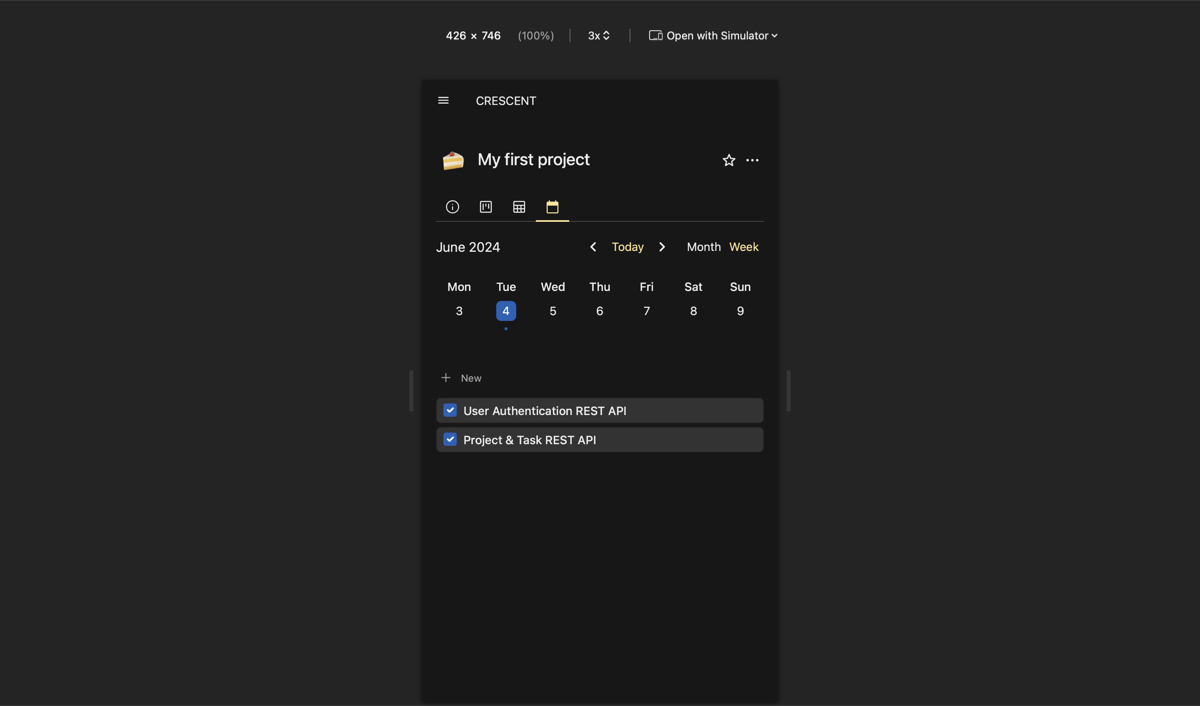 426 × 746 (100%) 3x Open with Simulator
CRESCENT
My first project
June 2024 Today Month Week
Mon Tue Wed Thu Fri Sat Sun
3 4 5 6 7 8 9
New
User Authentication REST API
Project & Task REST API